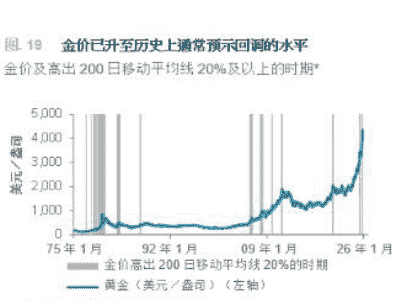 图 19 金价已升至历史上通常预示回调的水平
金价及高出 200 日移动平均线 20%及以上的时期*
美元／盎司
5,000
4,000
3,000
2,000
1,000
0
75 年 1 月 92 年 1 月 09 年 1 月 26 年 1 月
金价高出 200 日移动平均线 20%的时期
黄金（美元／盎司）（左轴）